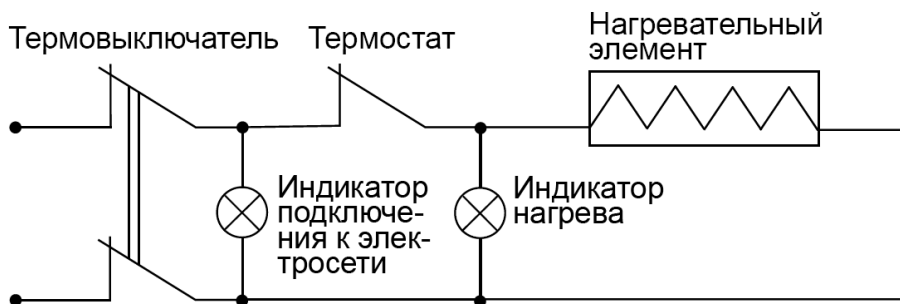 Термовыключатель
Термостат
Нагревательный
элемент
Индикатор
подключе-
ния к элек-
тросети
Индикатор
нагрева